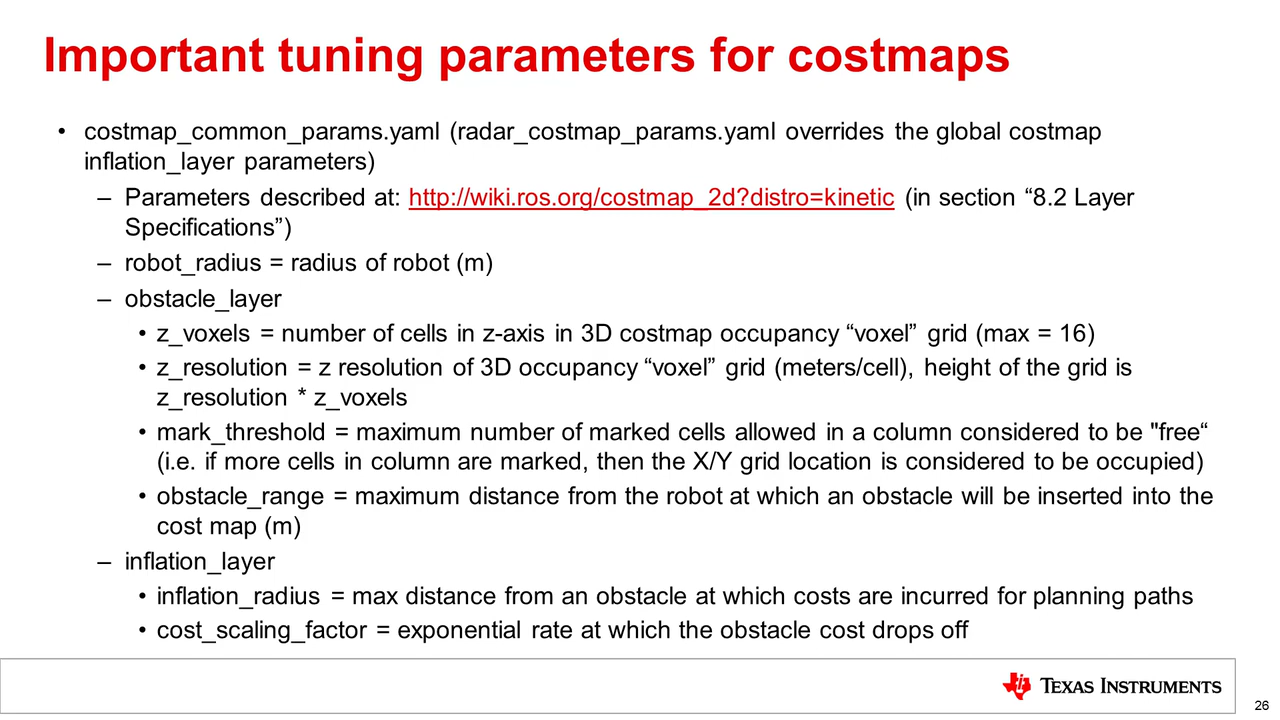 Important tuning parameters for costmaps
• costmap_common_params.yaml (radar_costmap_params.yaml overrides the global costmap
inflation_layer parameters)
– Parameters described at: http://wiki.ros.org/costmap_2d?distro=kinetic (in section “8.2 Layer
Specifications”)
– robot_radius = radius of robot (m)
– obstacle_layer
• z_voxels = number of cells in z-axis in 3D costmap occupancy “voxel” grid (max = 16)
• z_resolution = z resolution of 3D occupancy “voxel” grid (meters/cell), height of the grid is
z_resolution * z_voxels
• mark_threshold = maximum number of marked cells allowed in a column considered to be "free“
(i.e. if more cells in column are marked, then the X/Y grid location is considered to be occupied)
• obstacle_range = maximum distance from the robot at which an obstacle will be inserted into the
cost map (m)
– inflation_layer
• inflation_radius = max distance from an obstacle at which costs are incurred for planning paths
• cost_scaling_factor = exponential rate at which the obstacle cost drops off
TEXAS INSTRUMENTS
26